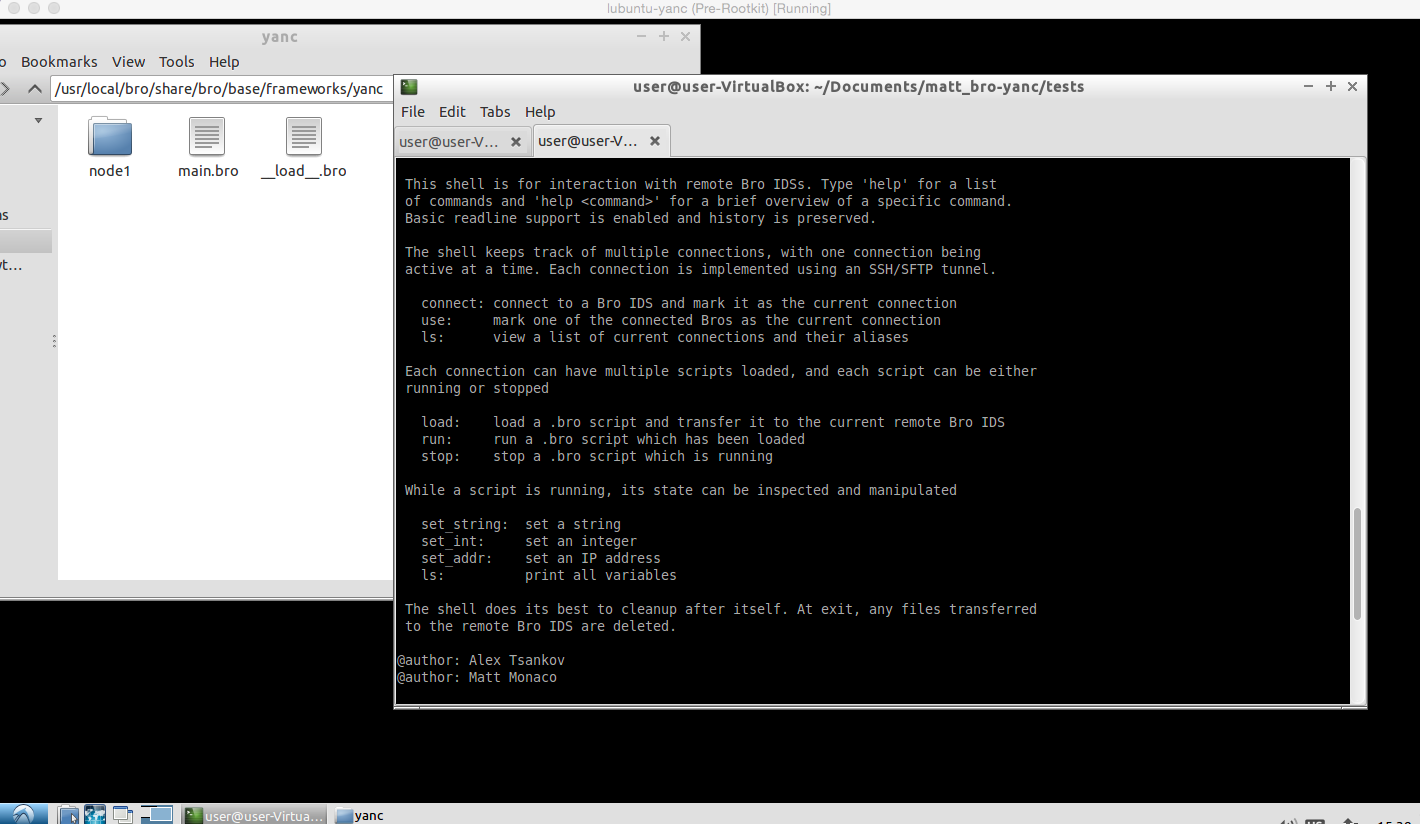 lubuntu-yanc (Pre-Rootkit) [Running]
yanc
Bookmarks View Tools Help
/usr/local/bro/share/bro/base/frameworks/yanc
node1
main.bro
__load__.bro
user@user-VirtualBox: ~/Documents/matt_bro-yanc/tests
File Edit Tabs Help
user@user-V...
user@user-V...
This shell is for interaction with remote Bro IDSs. Type 'help' for a list
of commands and 'help <command>' for a brief overview of a specific command.
Basic readline support is enabled and history is preserved.
The shell keeps track of multiple connections, with one connection being
active at a time. Each connection is implemented using an SSH/SFTP tunnel.
connect: connect to a Bro IDS and mark it as the current connection
use: mark one of the connected Bros as the current connection
ls: view a list of current connections and their aliases
Each connection can have multiple scripts loaded, and each script can be either
running or stopped
load: load a .bro script and transfer it to the current remote Bro IDS
run: run a .bro script which has been loaded
stop: stop a .bro script which is running
While a script is running, its state can be inspected and manipulated
set_string: set a string
set_int: set an integer
set_addr: set an IP address
ls: print all variables
The shell does its best to cleanup after itself. At exit, any files transferred
to the remote Bro IDS are deleted.
@author: Alex Tsankov
@author: Matt Monaco
user@user-Virtua...
yanc